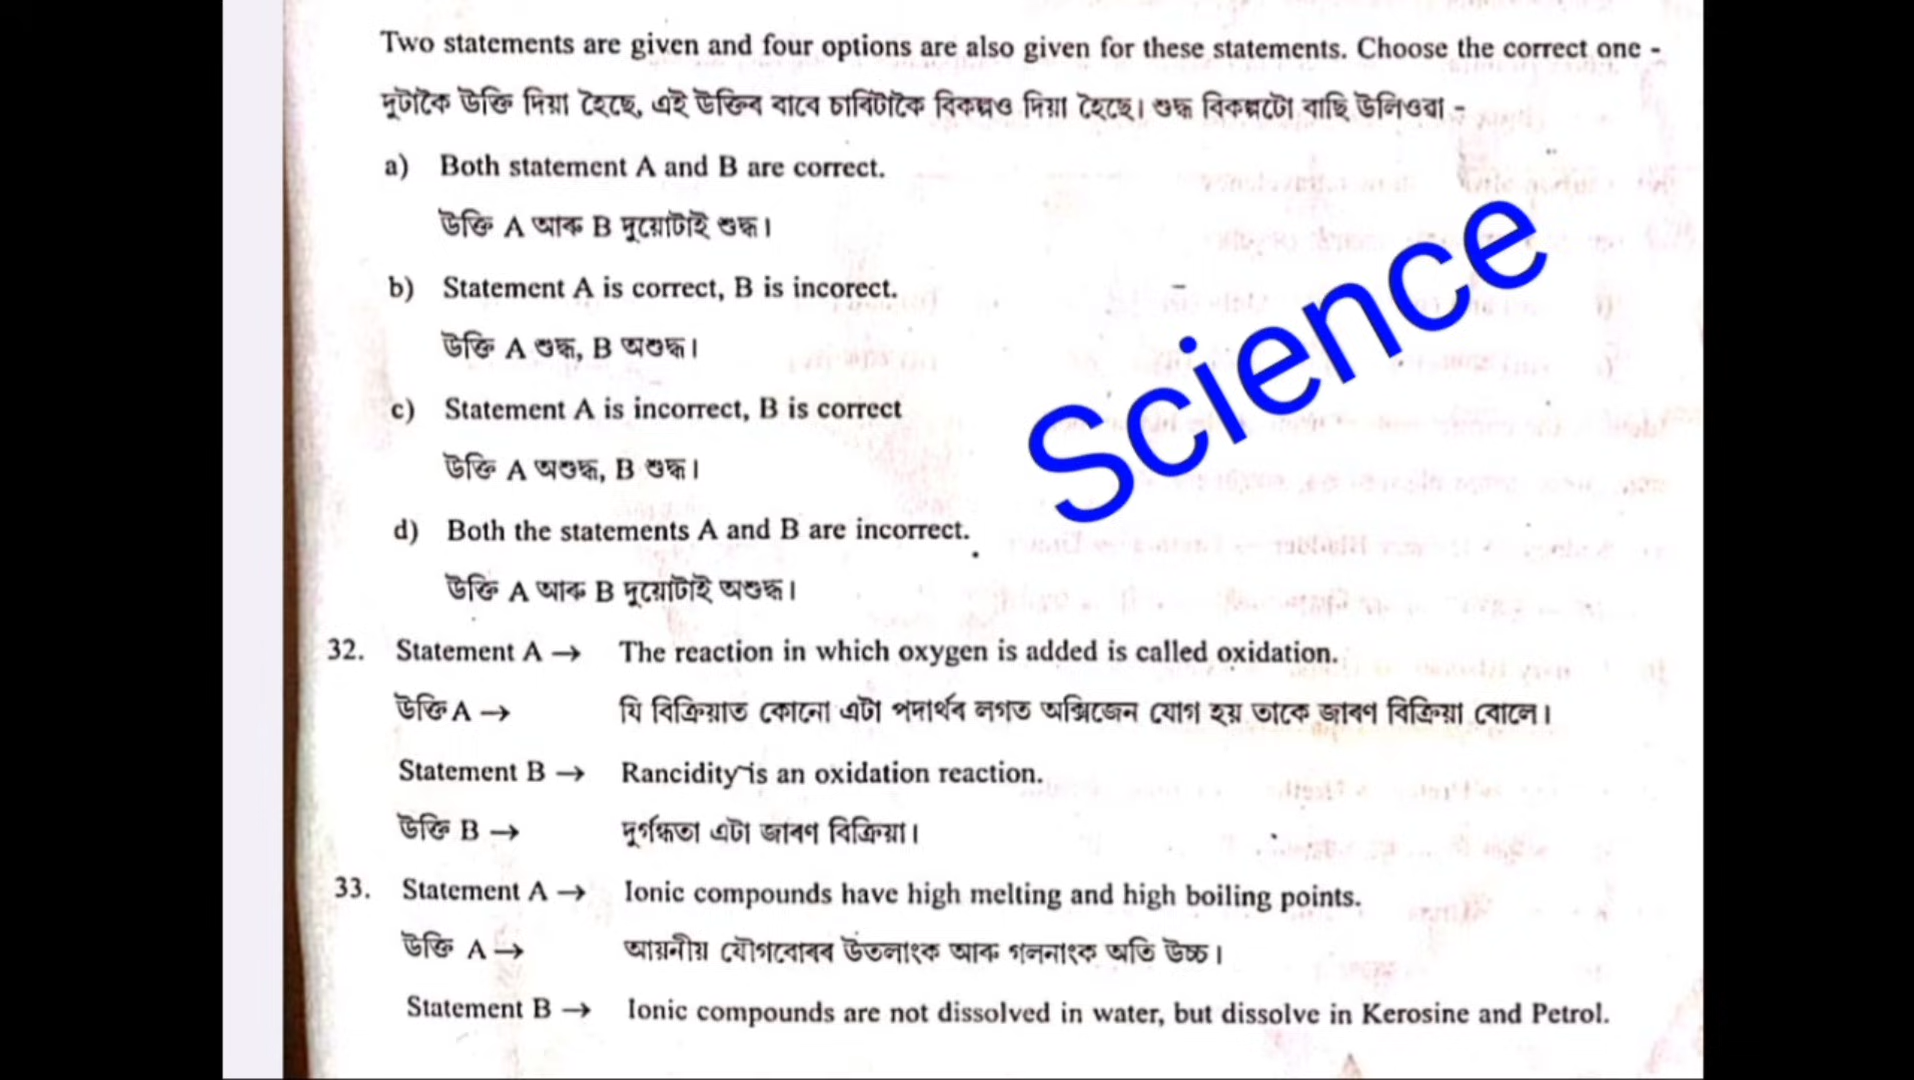 Two statements are given and four options are also given for these statements. Choose the correct one -
দুটাকৈ উক্তি দিয়া হৈছে, এই উক্তিৰ বাবে চাৰিটাকৈ বিকল্পও দিয়া হৈছে। শুদ্ধ বিকল্পটো বাছি উলিওৱা -
a) Both statement A and B are correct.
উক্তি A আৰু B দুয়োটাই শুদ্ধ।
b) Statement A is correct, B is incorect.
উক্তি A শুদ্ধ, B অশুদ্ধ।
c) Statement A is incorrect, B is correct
উক্তি A অশুদ্ধ, B শুদ্ধ।
d) Both the statements A and B are incorrect.
উক্তি A আৰু B দুয়োটাই অশুদ্ধ।
Science
32. Statement A → The reaction in which oxygen is added is called oxidation.
উক্তি A → যি বিক্ৰিয়াত কোনো এটা পদাৰ্থৰ লগত অক্সিজেন যোগ হয় তাকে জাৰণ বিক্ৰিয়া বোলে।
Statement B → Rancidity is an oxidation reaction.
উক্তি B → দুৰ্গন্ধতা এটা জাৰণ বিক্ৰিয়া।
33. Statement A → Ionic compounds have high melting and high boiling points.
উক্তি A → আয়নীয় যৌগবোৰৰ উতলাংক আৰু গলনাংক অতি উচ্চ।
Statement B → Ionic compounds are not dissolved in water, but dissolve in Kerosine and Petrol.